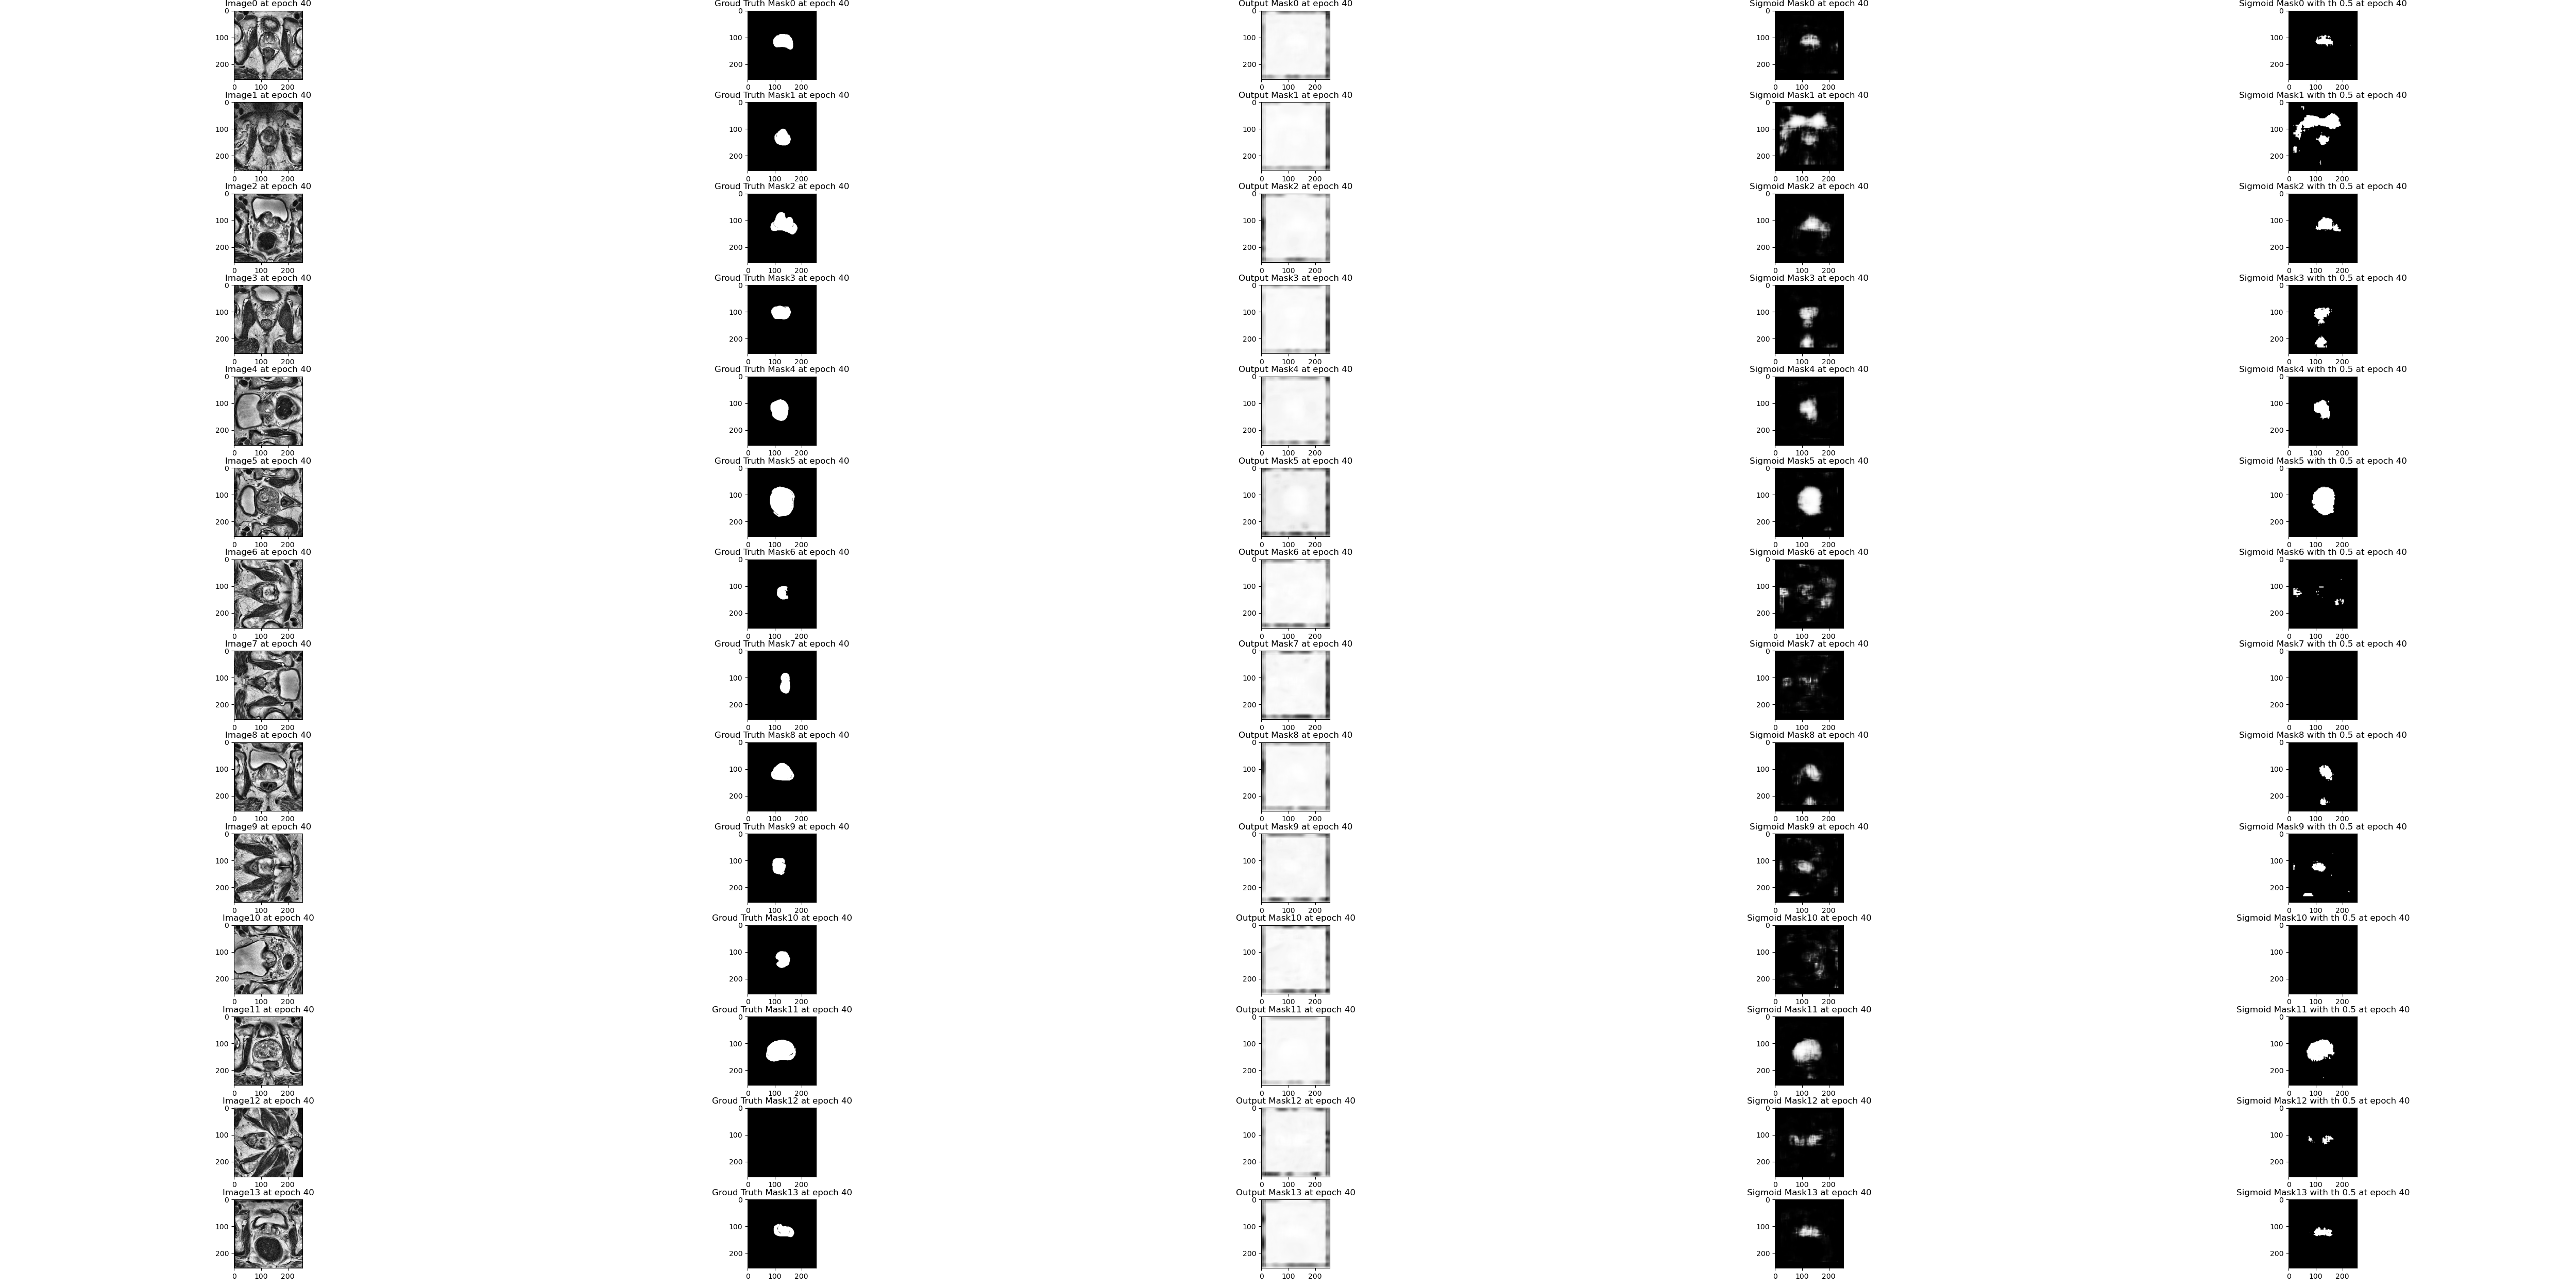 Image0 at epoch 40 Groud Truth Mask0 at epoch 40 Output Mask0 at epoch 40 Sigmoid Mask0 at epoch 40 Sigmoid Mask0 with th 0.5 at epoch 40
0 0 0 0 0
100 100 100 100 100
200 200 200 200 200
0 100 200 0 100 200 0 100 200 0 100 200 0 100 200
Image1 at epoch 40 Groud Truth Mask1 at epoch 40 Output Mask1 at epoch 40 Sigmoid Mask1 at epoch 40 Sigmoid Mask1 with th 0.5 at epoch 40
0 0 0 0 0
100 100 100 100 100
200 200 200 200 200
0 100 200 0 100 200 0 100 200 0 100 200 0 100 200
Image2 at epoch 40 Groud Truth Mask2 at epoch 40 Output Mask2 at epoch 40 Sigmoid Mask2 at epoch 40 Sigmoid Mask2 with th 0.5 at epoch 40
0 0 0 0 0
100 100 100 100 100
200 200 200 200 200
0 100 200 0 100 200 0 100 200 0 100 200 0 100 200
Image3 at epoch 40 Groud Truth Mask3 at epoch 40 Output Mask3 at epoch 40 Sigmoid Mask3 at epoch 40 Sigmoid Mask3 with th 0.5 at epoch 40
0 0 0 0 0
100 100 100 100 100
200 200 200 200 200
0 100 200 0 100 200 0 100 200 0 100 200 0 100 200
Image4 at epoch 40 Groud Truth Mask4 at epoch 40 Output Mask4 at epoch 40 Sigmoid Mask4 at epoch 40 Sigmoid Mask4 with th 0.5 at epoch 40
0 0 0 0 0
100 100 100 100 100
200 200 200 200 200
0 100 200 0 100 200 0 100 200 0 100 200 0 100 200
Image5 at epoch 40 Groud Truth Mask5 at epoch 40 Output Mask5 at epoch 40 Sigmoid Mask5 at epoch 40 Sigmoid Mask5 with th 0.5 at epoch 40
0 0 0 0 0
100 100 100 100 100
200 200 200 200 200
0 100 200 0 100 200 0 100 200 0 100 200 0 100 200
Image6 at epoch 40 Groud Truth Mask6 at epoch 40 Output Mask6 at epoch 40 Sigmoid Mask6 at epoch 40 Sigmoid Mask6 with th 0.5 at epoch 40
0 0 0 0 0
100 100 100 100 100
200 200 200 200 200
0 100 200 0 100 200 0 100 200 0 100 200 0 100 200
Image7 at epoch 40 Groud Truth Mask7 at epoch 40 Output Mask7 at epoch 40 Sigmoid Mask7 at epoch 40 Sigmoid Mask7 with th 0.5 at epoch 40
0 0 0 0 0
100 100 100 100 100
200 200 200 200 200
0 100 200 0 100 200 0 100 200 0 100 200 0 100 200
Image8 at epoch 40 Groud Truth Mask8 at epoch 40 Output Mask8 at epoch 40 Sigmoid Mask8 at epoch 40 Sigmoid Mask8 with th 0.5 at epoch 40
0 0 0 0 0
100 100 100 100 100
200 200 200 200 200
0 100 200 0 100 200 0 100 200 0 100 200 0 100 200
Image9 at epoch 40 Groud Truth Mask9 at epoch 40 Output Mask9 at epoch 40 Sigmoid Mask9 at epoch 40 Sigmoid Mask9 with th 0.5 at epoch 40
0 0 0 0 0
100 100 100 100 100
200 200 200 200 200
0 100 200 0 100 200 0 100 200 0 100 200 0 100 200
Image10 at epoch 40 Groud Truth Mask10 at epoch 40 Output Mask10 at epoch 40 Sigmoid Mask10 at epoch 40 Sigmoid Mask10 with th 0.5 at epoch 40
0 0 0 0 0
100 100 100 100 100
200 200 200 200 200
0 100 200 0 100 200 0 100 200 0 100 200 0 100 200
Image11 at epoch 40 Groud Truth Mask11 at epoch 40 Output Mask11 at epoch 40 Sigmoid Mask11 at epoch 40 Sigmoid Mask11 with th 0.5 at epoch 40
0 0 0 0 0
100 100 100 100 100
200 200 200 200 200
0 100 200 0 100 200 0 100 200 0 100 200 0 100 200
Image12 at epoch 40 Groud Truth Mask12 at epoch 40 Output Mask12 at epoch 40 Sigmoid Mask12 at epoch 40 Sigmoid Mask12 with th 0.5 at epoch 40
0 0 0 0 0
100 100 100 100 100
200 200 200 200 200
0 100 200 0 100 200 0 100 200 0 100 200 0 100 200
Image13 at epoch 40 Groud Truth Mask13 at epoch 40 Output Mask13 at epoch 40 Sigmoid Mask13 at epoch 40 Sigmoid Mask13 with th 0.5 at epoch 40
0 0 0 0 0
100 100 100 100 100
200 200 200 200 200
0 100 200 0 100 200 0 100 200 0 100 200 0 100 200